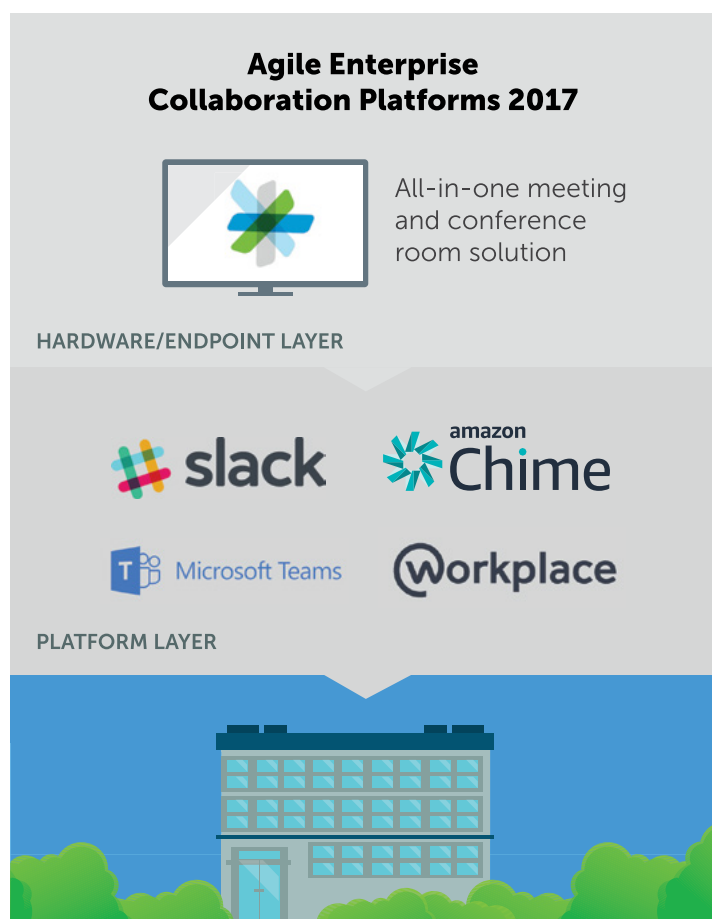 Agile Enterprise
Collaboration Platforms 2017
All-in-one meeting
and conference
room solution
HARDWARE/ENDPOINT LAYER
slack
amazon
Chime
T
Microsoft Teams
Workplace
PLATFORM LAYER